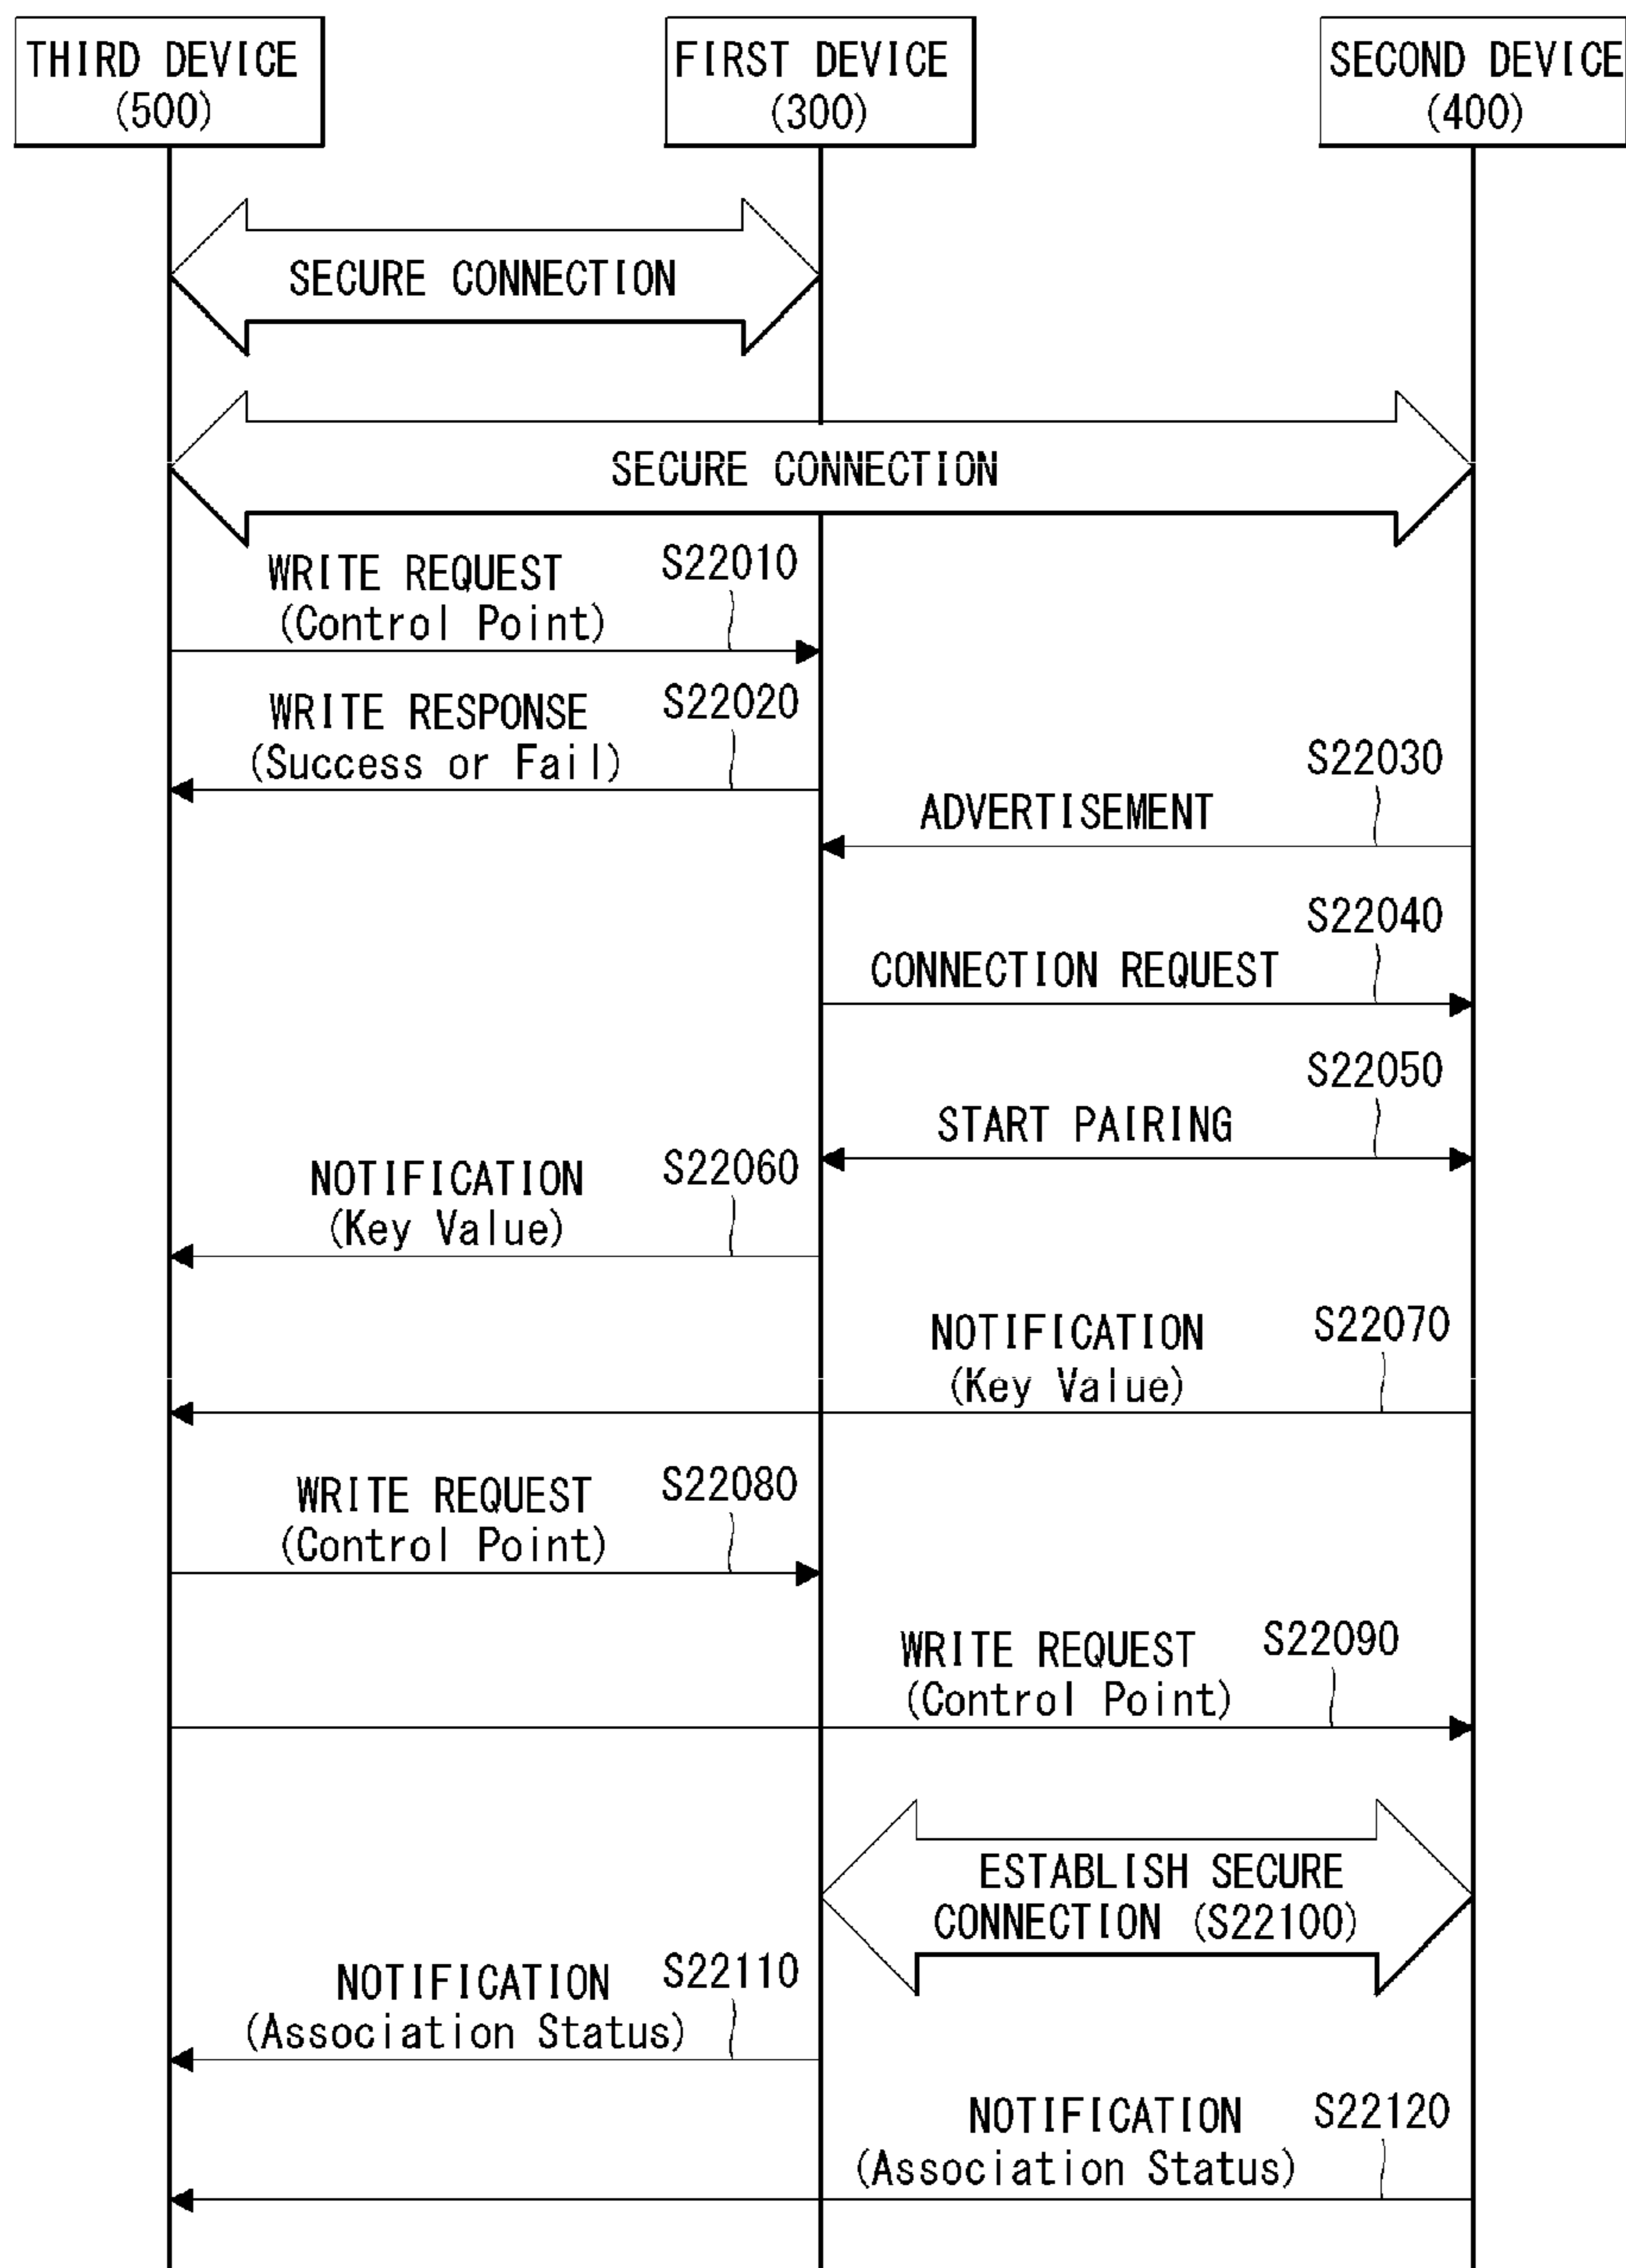 THIRD DEVICE
(500)
FIRST DEVICE
(300)
SECOND DEVICE
(400)
SECURE CONNECTION
SECURE CONNECTION
WRITE REQUEST
(Control Point)
S22010
WRITE RESPONSE
(Success or Fail)
S22020
S22030
ADVERTISEMENT
S22040
CONNECTION REQUEST
S22050
START PAIRING
NOTIFICATION
(Key Value)
S22060
NOTIFICATION
(Key Value)
S22070
WRITE REQUEST
(Control Point)
S22080
WRITE REQUEST
(Control Point)
S22090
ESTABLISH SECURE
CONNECTION (S22100)
NOTIFICATION
(Association Status)
S22110
NOTIFICATION
(Association Status)
S22120